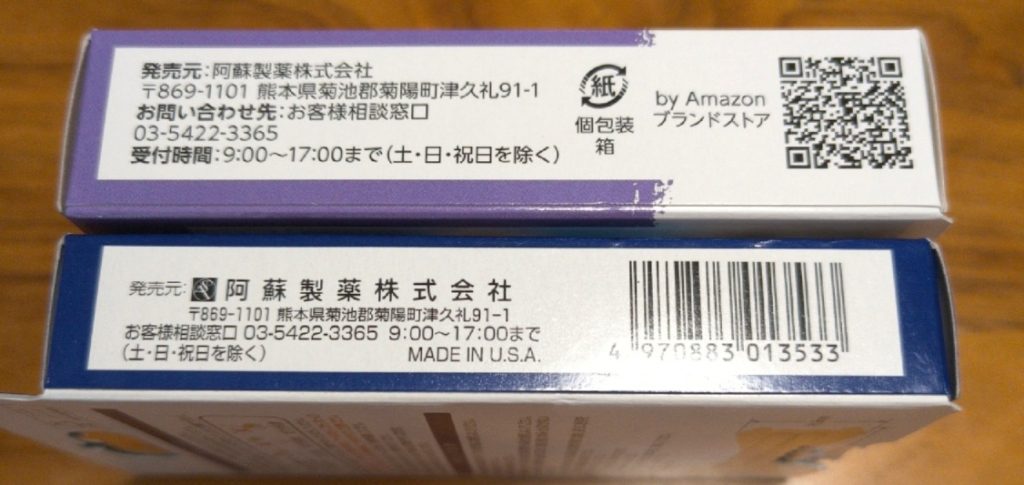 発売元：阿蘇製薬株式会社
〒869-1101 熊本県菊池郡菊陽町津久礼91-1
お問い合わせ先：お客様相談窓口
03-5422-3365
受付時間：9:00〜17:00まで（土・日・祝日を除く）
紙
個包装
箱
by Amazon
ブランドストア
発売元：阿蘇製薬株式会社
〒869-1101 熊本県菊池郡菊陽町津久礼91-1
お客様相談窓口 03-5422-3365 9:00〜17:00まで
（土・日・祝日を除く） MADE IN U.S.A.
4 970883 013533